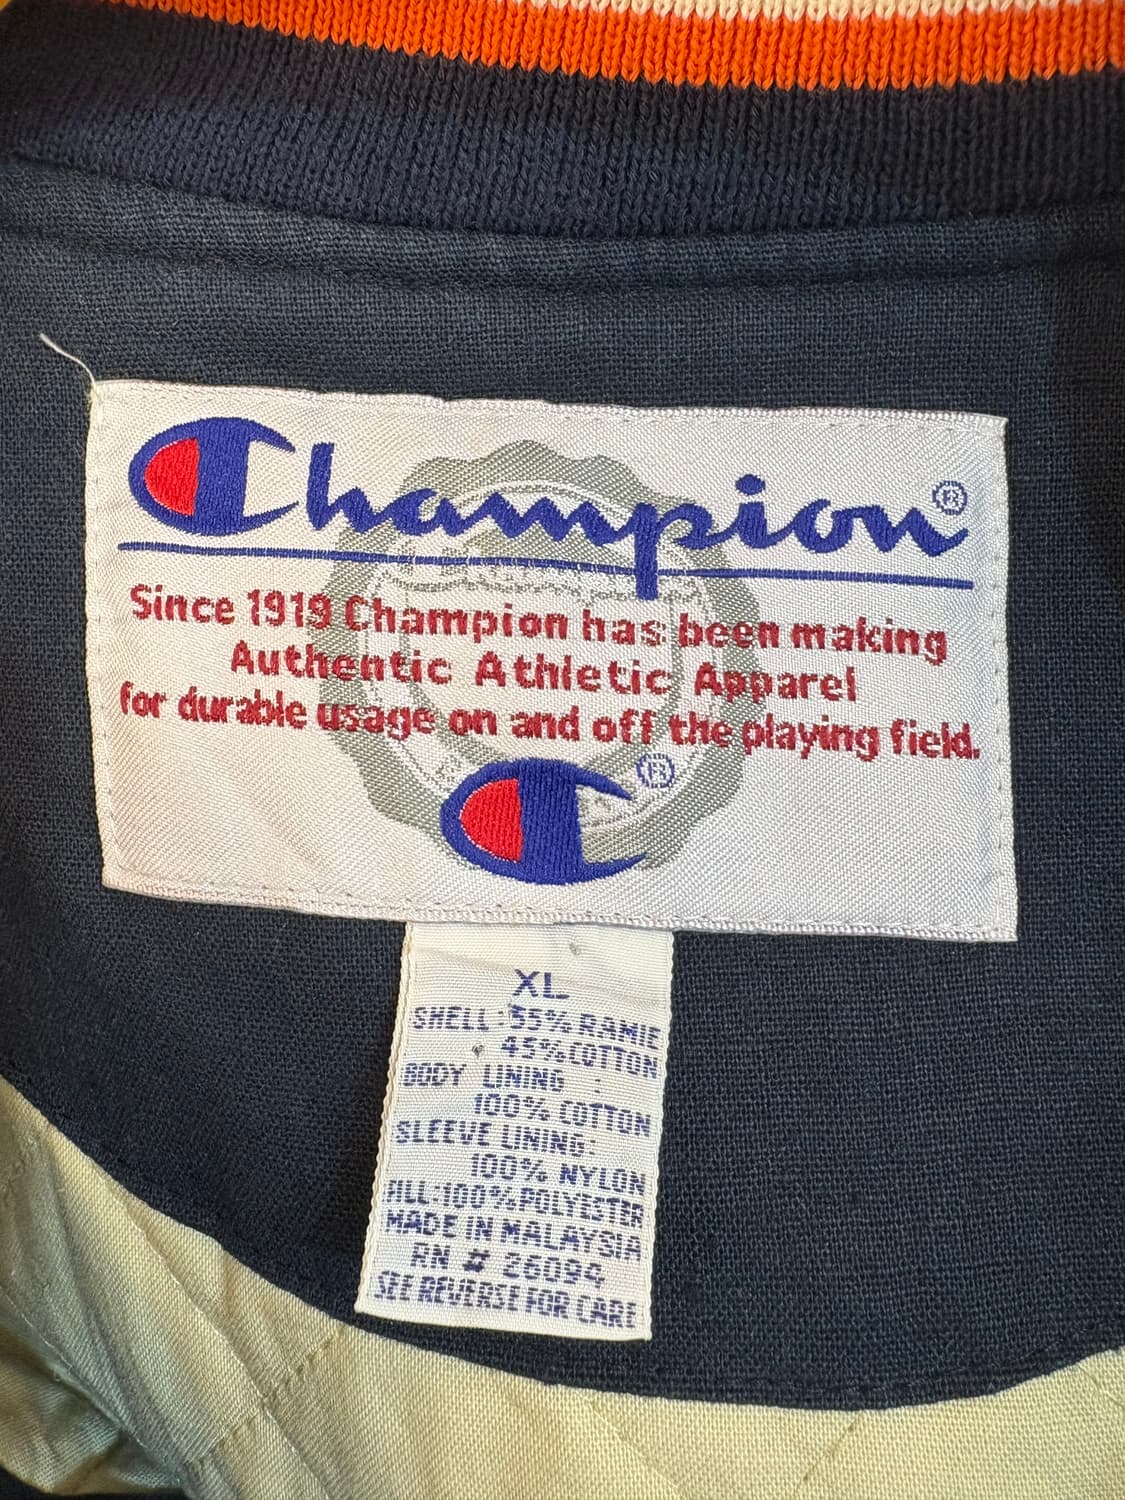 Champion®
Since 1919 Champion has been making
Authentic Athletic Apparel
for durable usage on and off the playing field.
®
XL
SHELL : 55% RAMIE
45% COTTON
BODY LINING :
100% COTTON
SLEEVE LINING:
100% NYLON
FILL:100%POLYESTER
MADE IN MALAYSIA
RN # 26094
SEE REVERSE FOR CARE